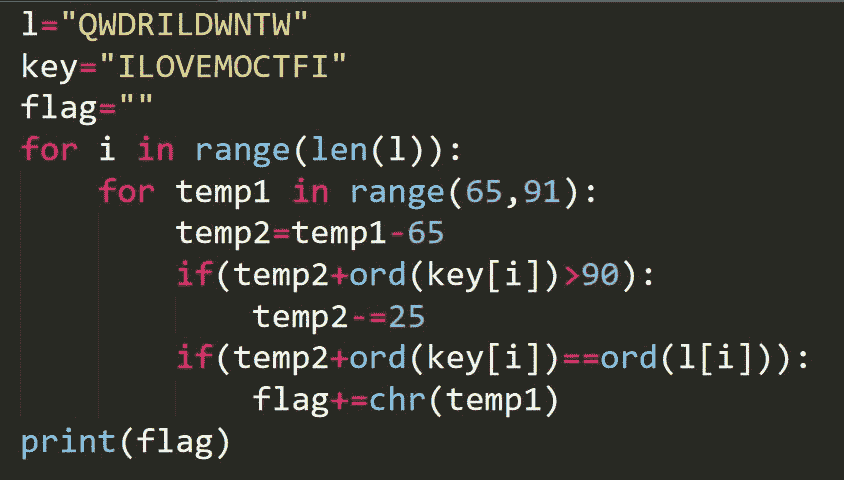 l="QWDRILDWNTW"
key="ILOVEMOCTFI"
flag=""
for i in range(len(l)):
    for temp1 in range(65,91):
        temp2=temp1-65
        if(temp2+ord(key[i])>90):
            temp2-=25
        if(temp2+ord(key[i])==ord(l[i])):
            flag+=chr(temp1)
print(flag)